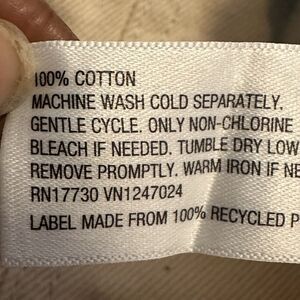 100% COTTON
MACHINE WASH COLD SEPARATELY,
GENTLE CYCLE. ONLY NON-CHLORINE
BLEACH IF NEEDED. TUMBLE DRY LOW
REMOVE PROMPTLY. WARM IRON IF NE
RN17730 VN1247024
LABEL MADE FROM 100% RECYCLED P